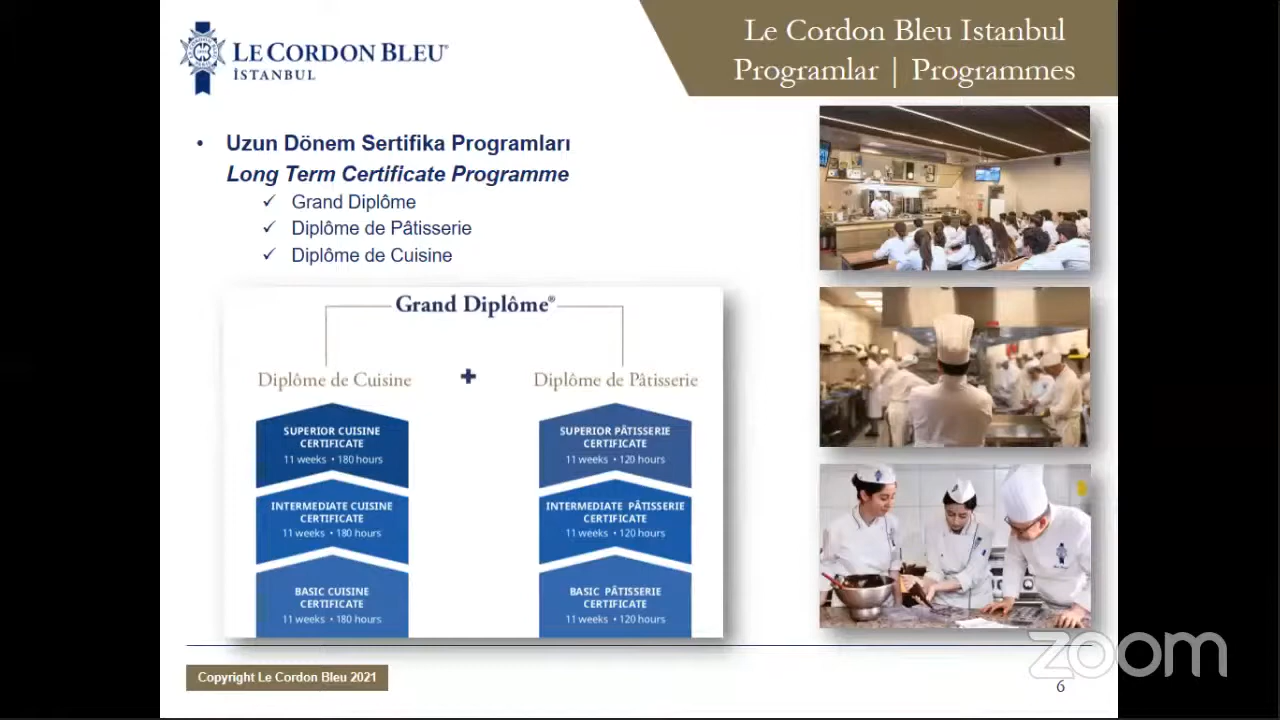 LE CORDON BLEU®
İSTANBUL
Le Cordon Bleu Istanbul
Programlar | Programmes
• Uzun Dönem Sertifika Programları
Long Term Certificate Programme
✓ Grand Diplôme
✓ Diplôme de Pâtisserie
✓ Diplôme de Cuisine
Grand Diplôme®
Diplôme de Cuisine + Diplôme de Pâtisserie
SUPERIOR CUISINE
CERTIFICATE
11 weeks • 180 hours
INTERMEDIATE CUISINE
CERTIFICATE
11 weeks • 180 hours
BASIC CUISINE
CERTIFICATE
11 weeks • 180 hours
SUPERIOR PÂTISSERIE
CERTIFICATE
11 weeks • 120 hours
INTERMEDIATE PÂTISSERIE
CERTIFICATE
11 weeks • 120 hours
BASIC PÂTISSERIE
CERTIFICATE
11 weeks • 120 hours
Copyright Le Cordon Bleu 2021
zoom
6